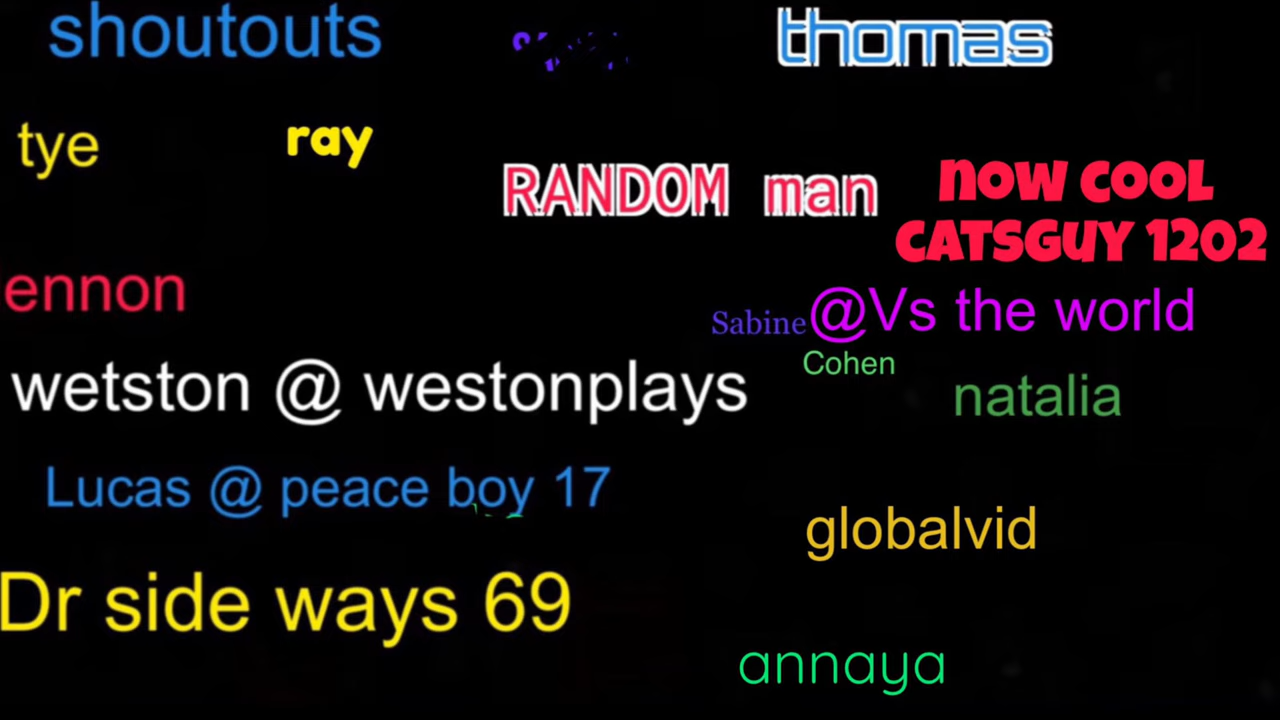 shoutouts
thomas
tye
ray
RANDOM man
now cool
catsguy 1202
ennon
Sabine
@Vs the world
Cohen
wetston @ westonplays
natalia
Lucas @ peace boy 17
globalvid
Dr side ways 69
annaya